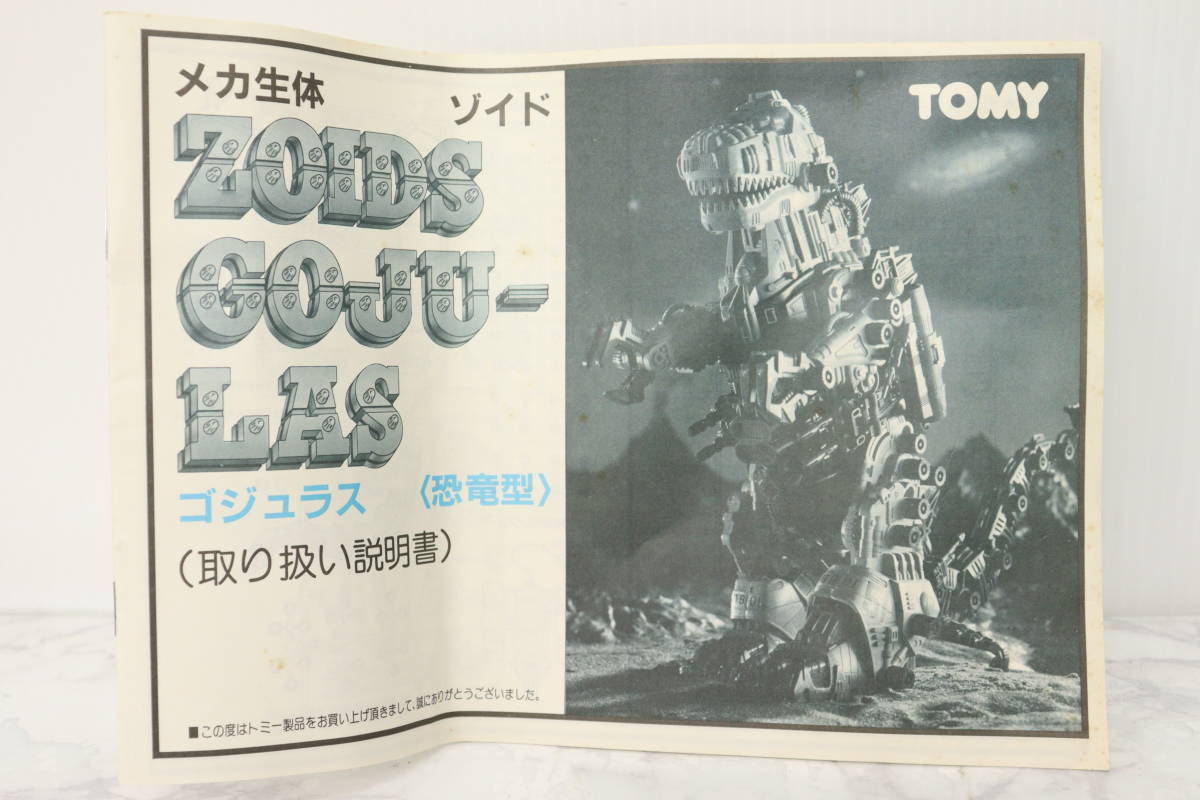 メカ生体
ゾイド
ZOIDS
GOJU-
LAS
ゴジュラス 〈恐竜型〉
(取り扱い説明書)
■この度はトミー製品をお買い上げ頂きまして、誠にありがとうございました。
TOMY